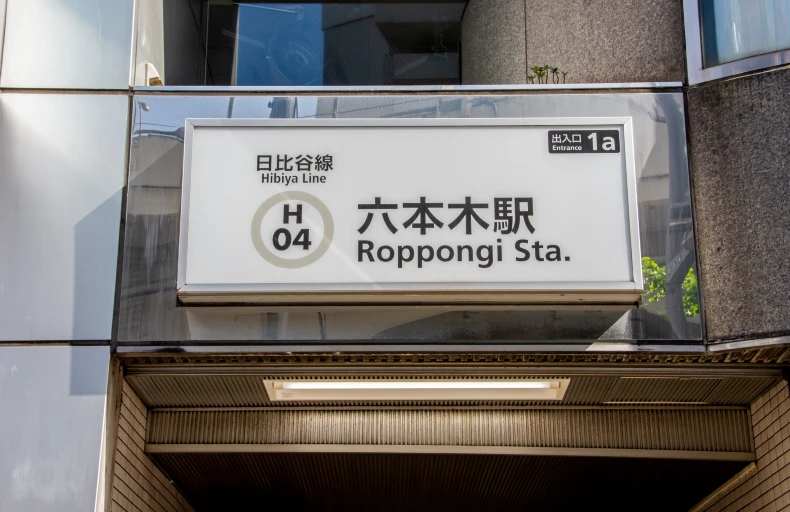 出入口
Entrance
1a
日比谷線
Hibiya Line
H
04
六本木駅
Roppongi Sta.